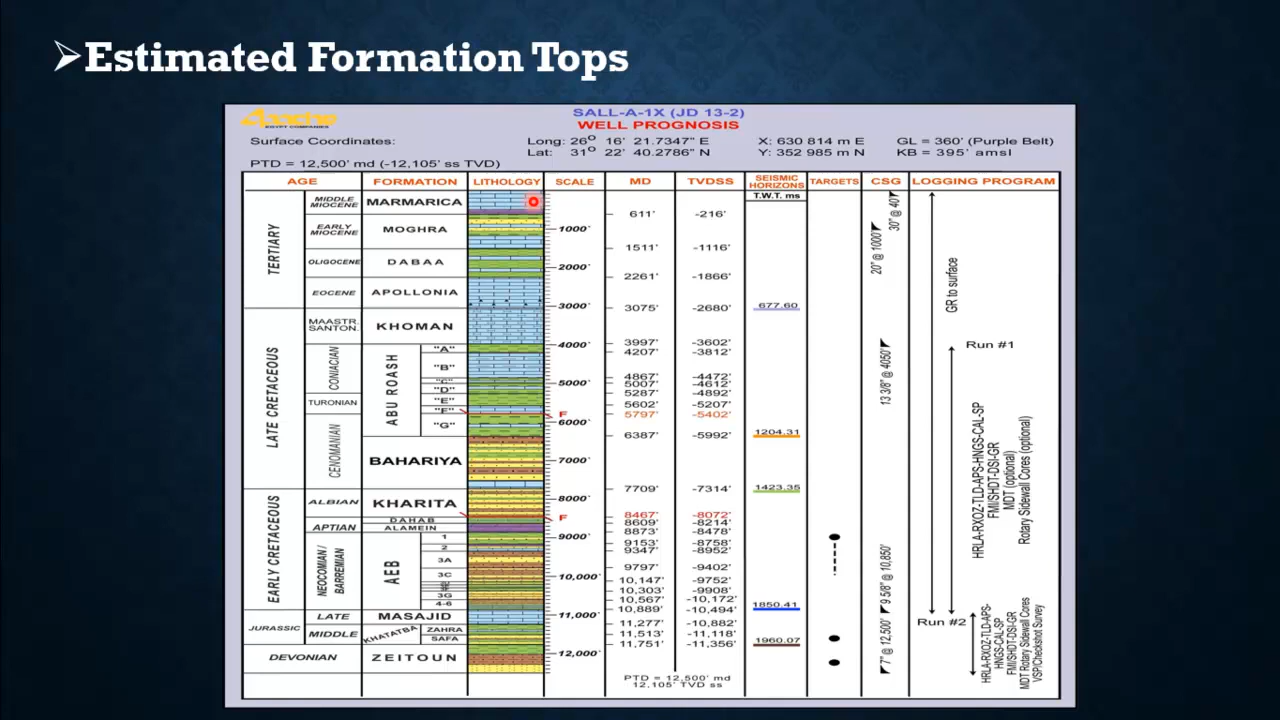 Estimated Formation Tops
Apache
EGYPT COMPANIES
SALL-A-1X (JD 13-2)
WELL PROGNOSIS
Surface Coordinates:
Long: 26° 16' 21.7347" E
X: 630 814 m E
GL = 360' (Purple Belt)
Lat: 31° 22' 40.2786" N
Y: 352 985 m N
KB = 395' amsl
PTD = 12,500' md (-12,105' ss TVD)
AGE FORMATION LITHOLOGY SCALE MD TVDSS SEISMIC HORIZONS TARGETS CSG LOGGING PROGRAM
T.W.T. ms
TERTIARY
MIDDLE MIOCENE
MARMARICA
611' -216'
EARLY MIOCENE
MOGHRA
1000'
1511' -1116'
OLIGOCENE
DABAA
2000'
2261' -1866'
EOCENE
APOLLONIA
3000'
3075' -2680' 677.60
LATE CRETACEOUS
MAASTR.
SANTON.
KHOMAN
3997' -3602'
4000'
CONIACIAN
ABU ROASH
"A"
4207' -3812'
"B"
4867' -4472'
"C"
5000'
5007' -4612'
"D"
5287' -4892'
TURONIAN
"E"
5602' -5207'
"F"
F
5797' -5402'
"G"
6000'
6387' -5992' 1204.31
CENOMANIAN
BAHARIYA
7000'
7709' -7314' 1423.35
EARLY CRETACEOUS
ALBIAN
KHARITA
8000'
8467' -8072'
F
DAHAB
8609' -8214'
APTIAN
ALAMEIN
8873' -8478'
9000'
NEOCOMIAN/
BARREMIAN
AEB
1
9153' -8758'
2
9347' -8952'
3A
9797' -9402'
3C
10,000'
10,147' -9752'
10,303' -9908'
3G
10,567' -10,172'
4-6
10,889' -10,494' 1850.41
JURASSIC
LATE
MASAJID
11,000'
11,277' -10,882'
MIDDLE
KHATATBA
ZAHRA
11,513' -11,118'
SAFA
11,751' -11,356' 1960.07
DEVONIAN
ZEITOUN
12,000'
PTD = 12,500' md
12,105' TVD ss
30" @ 40'
20" @ 1000'
13 3/8" @ 4050'
9 5/8" @ 10,850'
7" @ 12,500'
GR to surface
Run #1
HRLA-RXOZ-TLD-APS-HNGS-CAL-SP
FMI/SHDT-DSI-GR
MDT (optional)
Rotary Sidewall Cores (optional)
Run #2
HRLA-RXOZ-TLD-APS-
HNGS-CAL-SP
FMI/SHDT-DSI-GR
MDT Rotary Sidewall Cores
VSP/Checkshot Survey